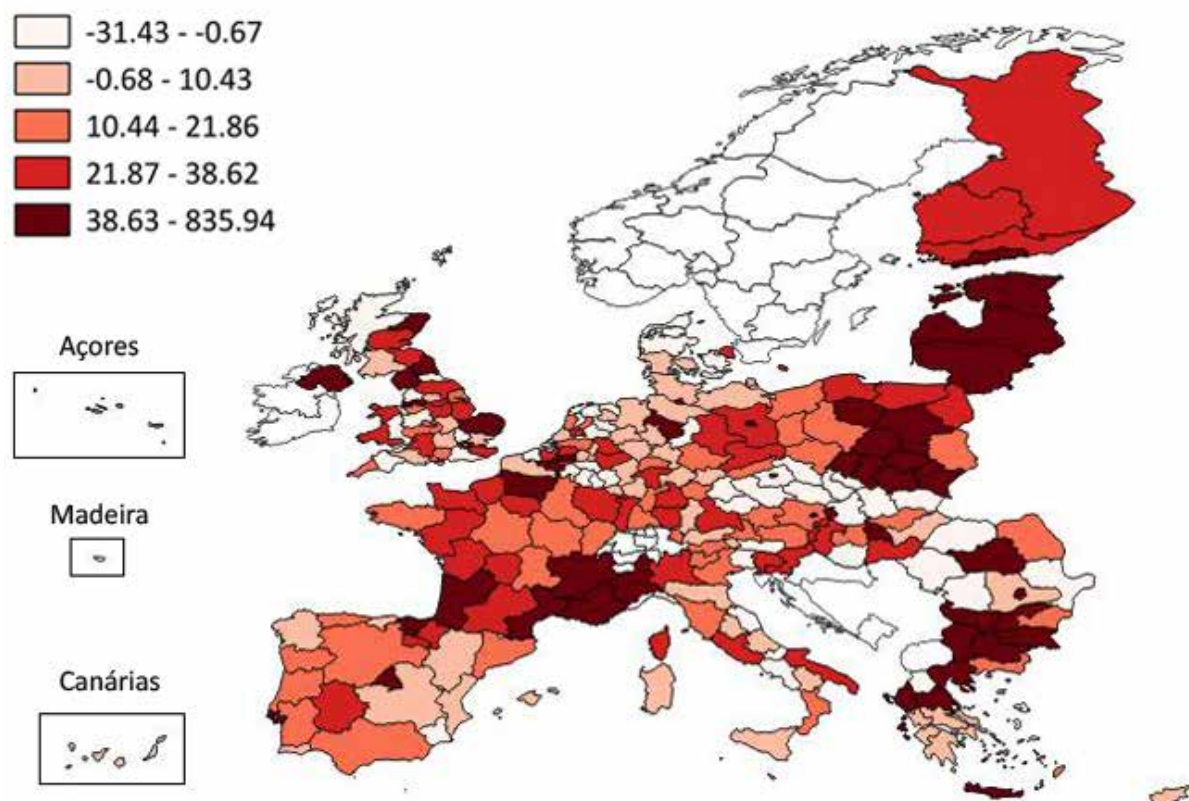 -31.43 - -0.67
-0.68 - 10.43
10.44 - 21.86
21.87 - 38.62
38.63 - 835.94
Açores
Madeira
Canárias